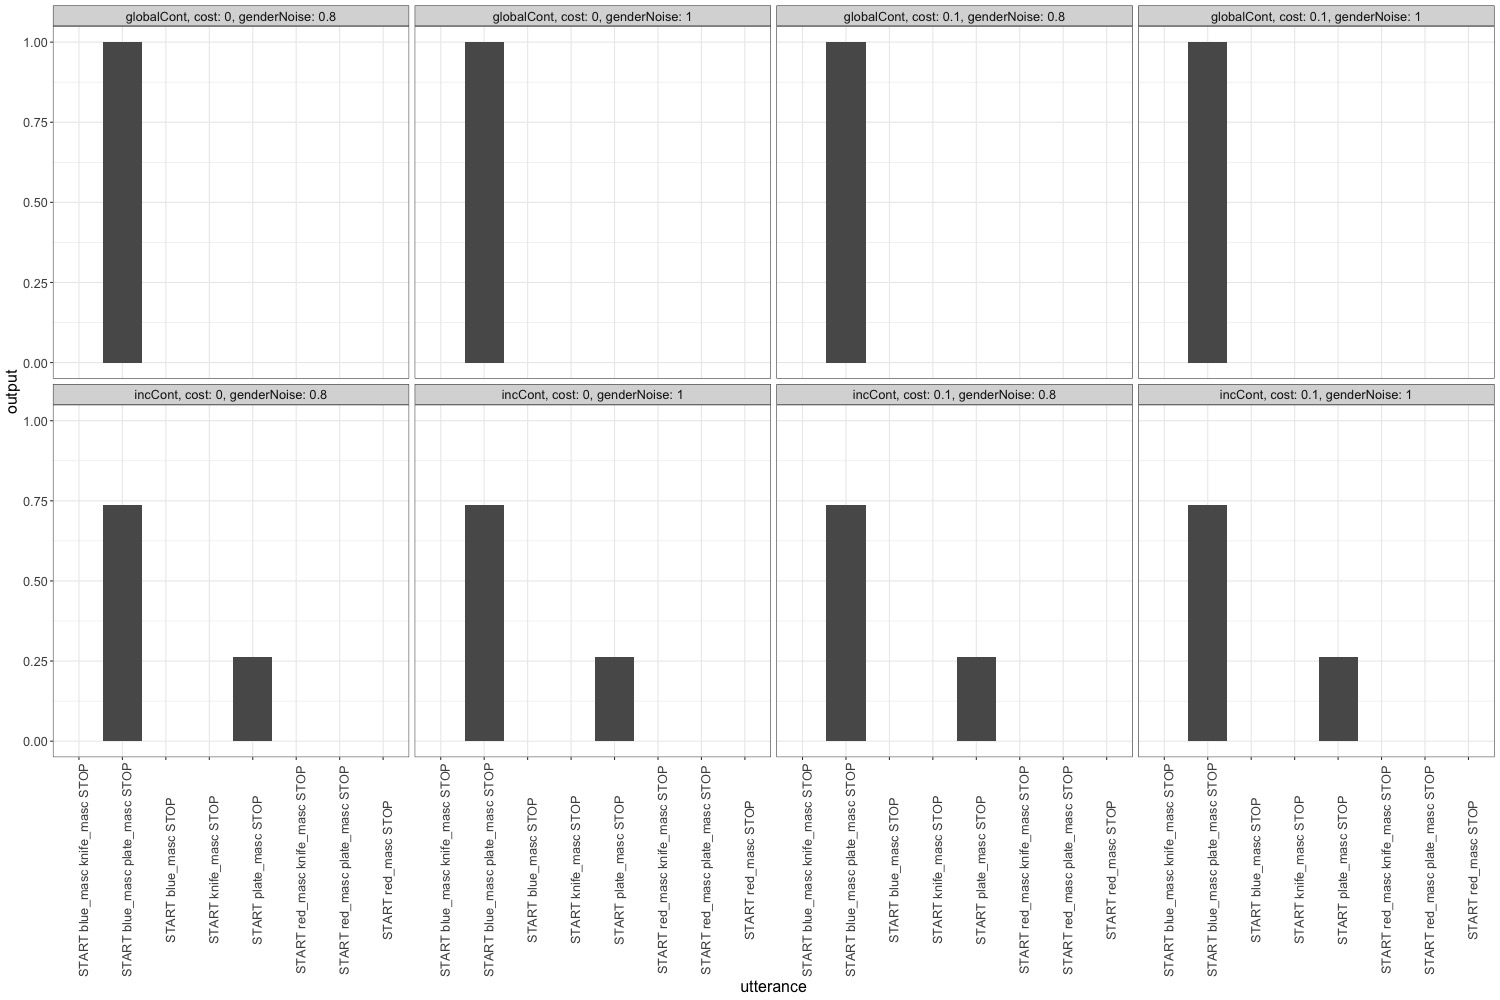 globalCont, cost: 0, genderNoise: 0.8
globalCont, cost: 0, genderNoise: 1
globalCont, cost: 0.1, genderNoise: 0.8
globalCont, cost: 0.1, genderNoise: 1
1.00
0.75
0.50
0.25
0.00
output
incCont, cost: 0, genderNoise: 0.8
incCont, cost: 0, genderNoise: 1
incCont, cost: 0.1, genderNoise: 0.8
incCont, cost: 0.1, genderNoise: 1
1.00
0.75
0.50
0.25
0.00
START blue_masc knife_masc STOP
START blue_masc plate_masc STOP
START blue_masc STOP
START knife_masc STOP
START plate_masc STOP
START red_masc knife_masc STOP
START red_masc plate_masc STOP
START red_masc STOP
START blue_masc knife_masc STOP
START blue_masc plate_masc STOP
START blue_masc STOP
START knife_masc STOP
START plate_masc STOP
START red_masc knife_masc STOP
START red_masc plate_masc STOP
START red_masc STOP
START blue_masc knife_masc STOP
START blue_masc plate_masc STOP
START blue_masc STOP
START knife_masc STOP
START plate_masc STOP
START red_masc knife_masc STOP
START red_masc plate_masc STOP
START red_masc STOP
START blue_masc knife_masc STOP
START blue_masc plate_masc STOP
START blue_masc STOP
START knife_masc STOP
START plate_masc STOP
START red_masc knife_masc STOP
START red_masc plate_masc STOP
START red_masc STOP
utterance